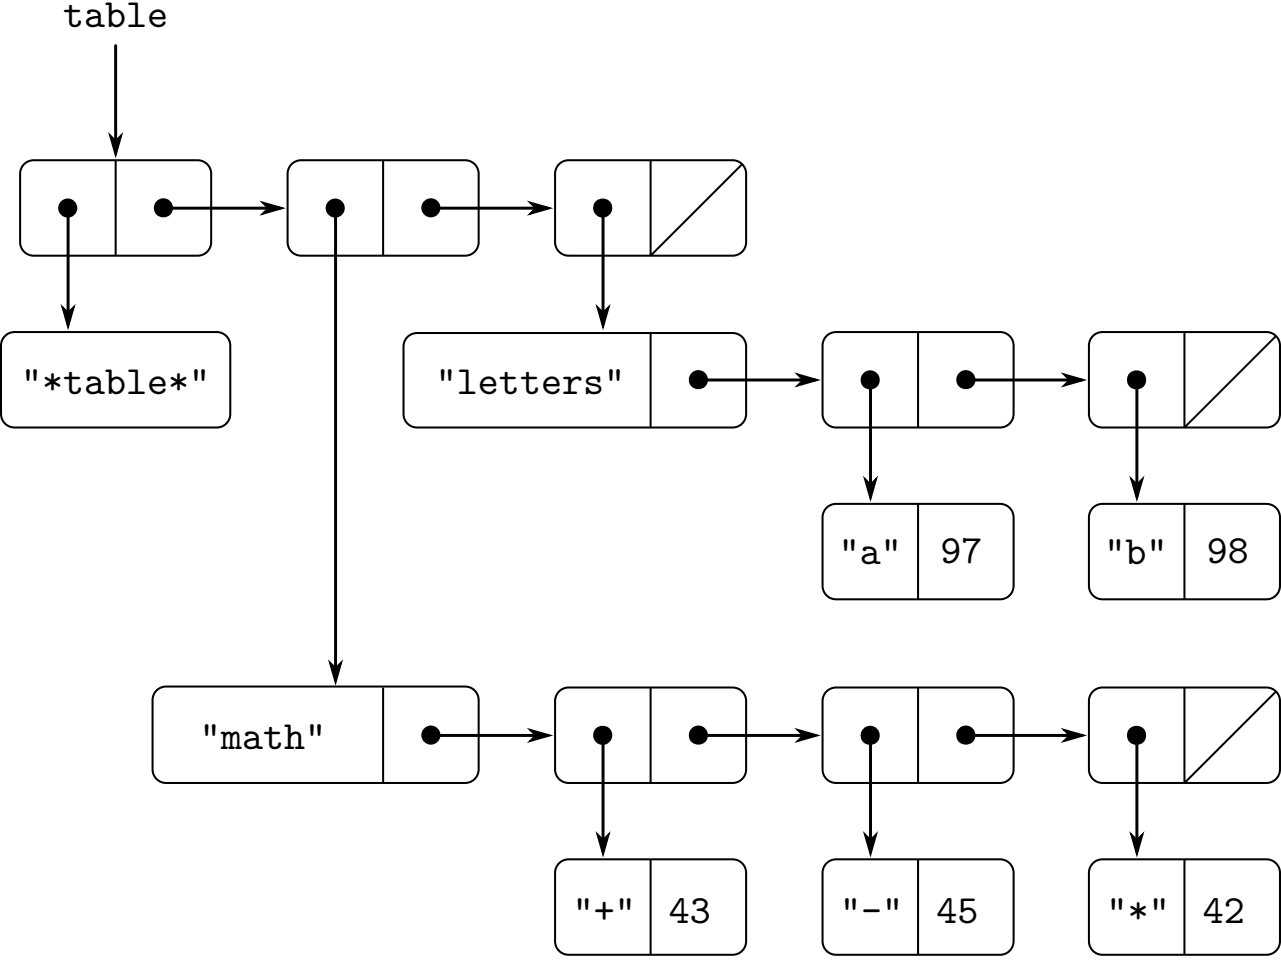 table
"*table*"
"letters"
"a" 97
"b" 98
"math"
"+" 43
"-" 45
"*" 42